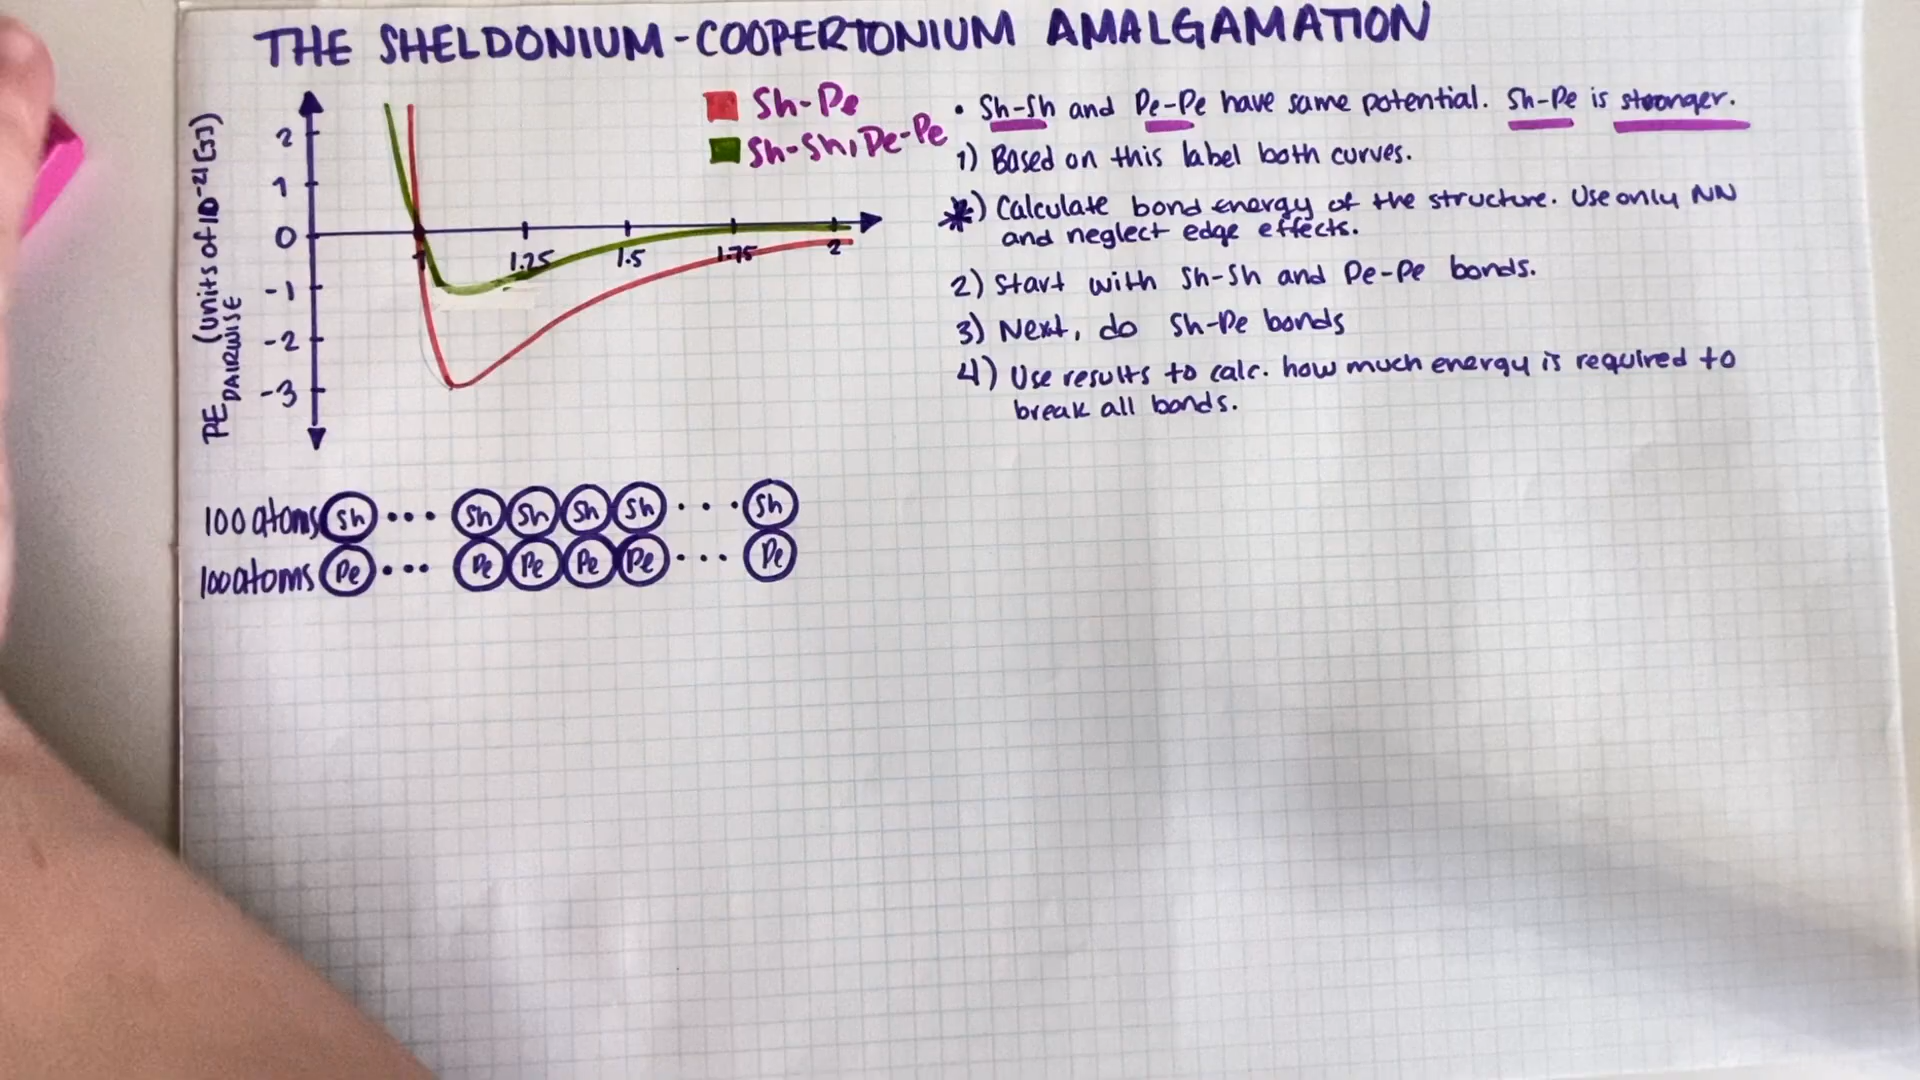 THE SHELDONIUM-COOPERTONIUM AMALGAMATION
PE PAIRWISE (units of 10^-21 [J])
2
1
0
-1
-2
-3
1 1.25 1.5 1.75 2
Sh-Pe
Sh-Sh, Pe-Pe
• Sh-Sh and Pe-Pe have same potential. Sh-Pe is stronger.
1) Based on this label both curves.
*) Calculate bond energy of the structure. Use only NN
and neglect edge effects.
2) Start with Sh-Sh and Pe-Pe bonds.
3) Next, do Sh-Pe bonds
4) Use results to calc. how much energy is required to
break all bonds.
100 atoms Sh ... Sh Sh Sh Sh ... Sh
100 atoms Pe ... Pe Pe Pe Pe ... Pe